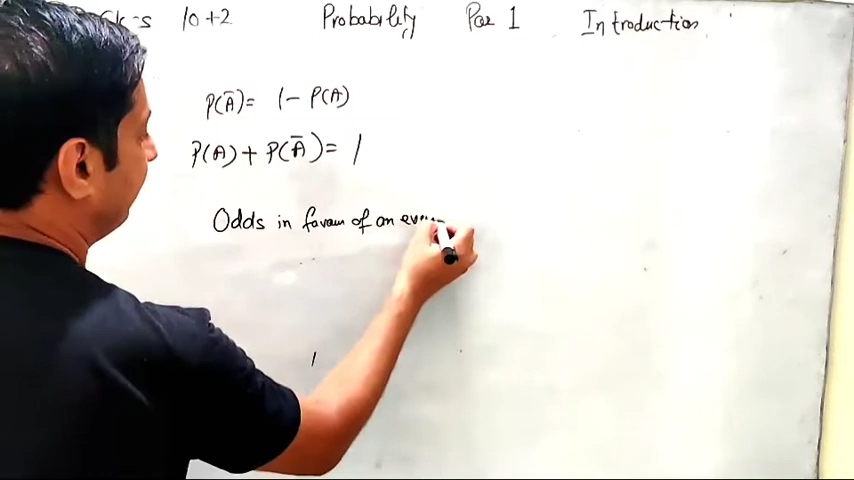 10+2 Probability Par 1 Introduction
P(Ā) = 1 - P(A)
P(A) + P(Ā) = 1
Odds in favour of an